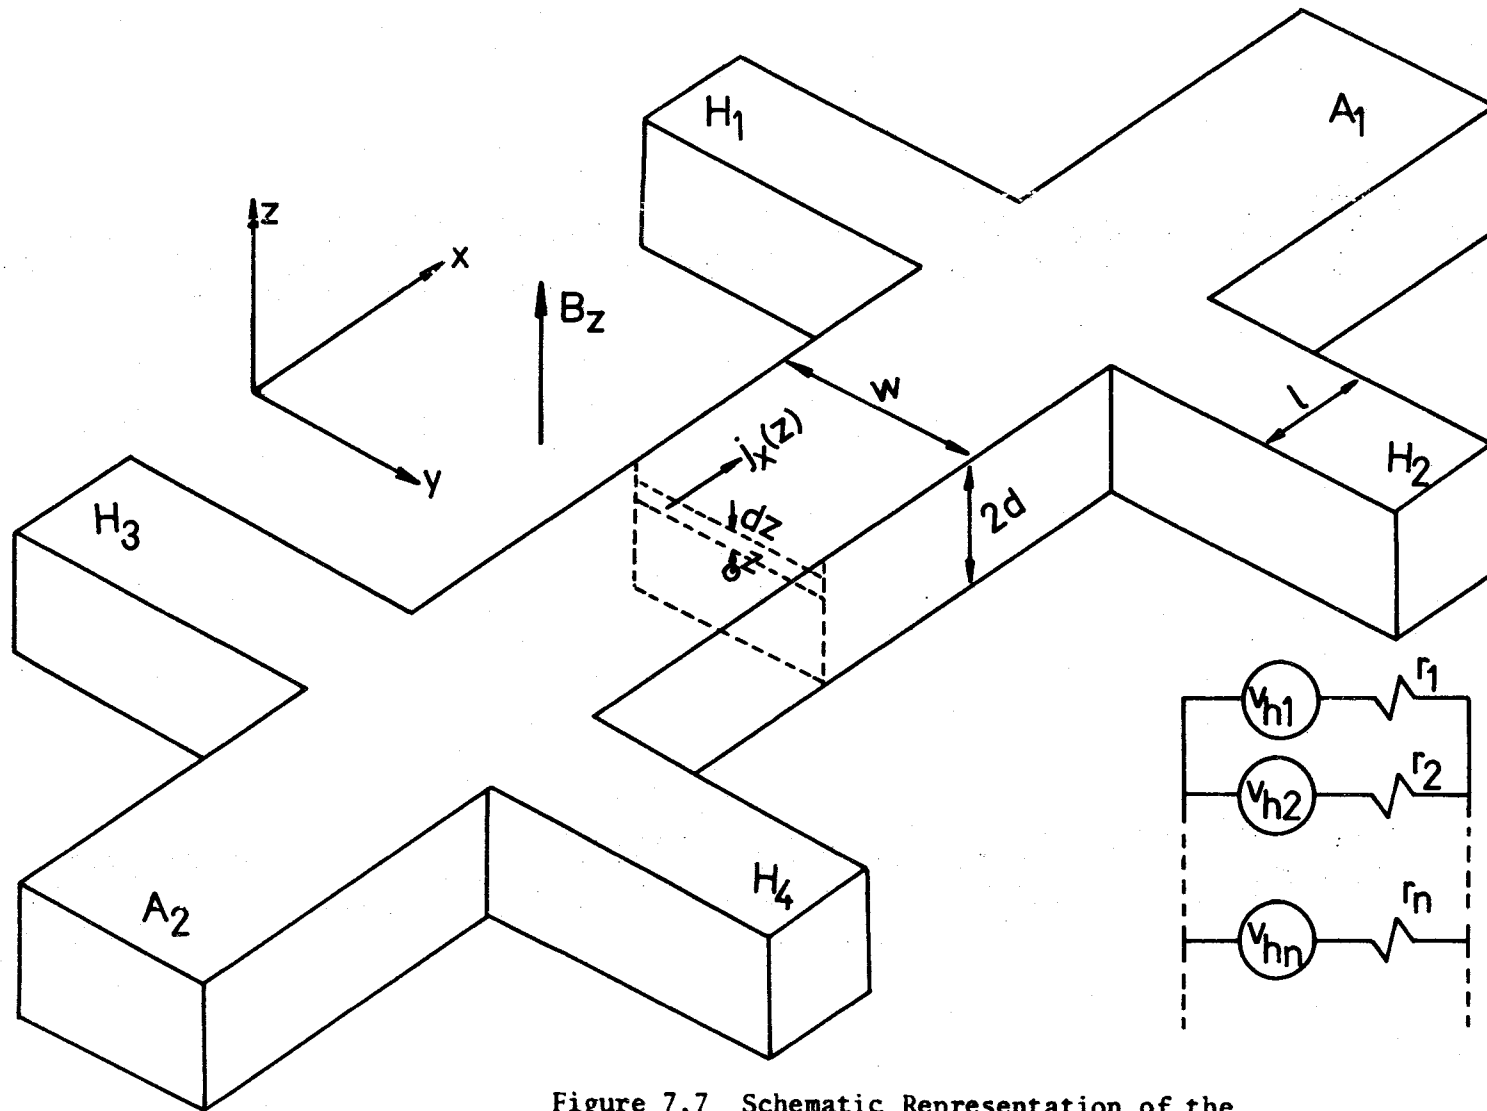 H1
A1
z
x
Bz
y
w
l
H2
jx(z)
H3
dz
z
2d
vh1
r1
vh2
r2
vhn
rn
H4
A2
Figure 7.7 Schematic Representation of the